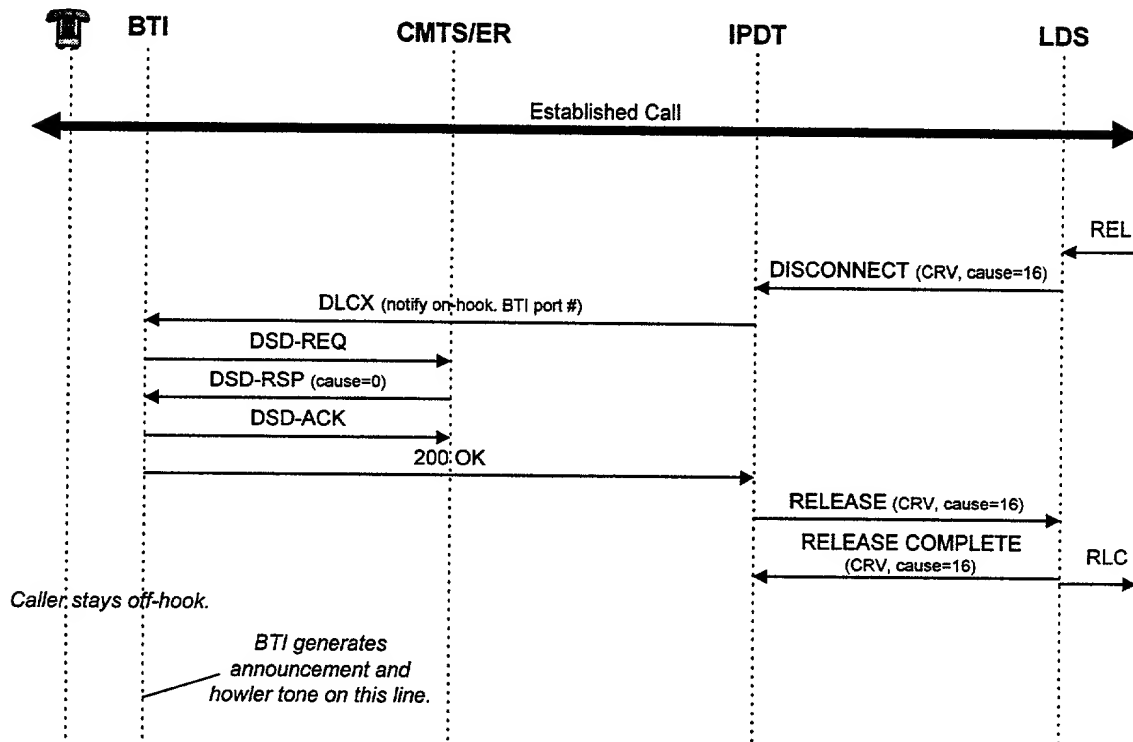 BTI CMTS/ER IPDT LDS
Established Call
REL
DISCONNECT (CRV, cause=16)
DLCX (notify on-hook. BTI port #)
DSD-REQ
DSD-RSP (cause=0)
DSD-ACK
200 OK
RELEASE (CRV, cause=16)
RELEASE COMPLETE
(CRV, cause=16)
RLC
Caller stays off-hook.
BTI generates
announcement and
howler tone on this line.